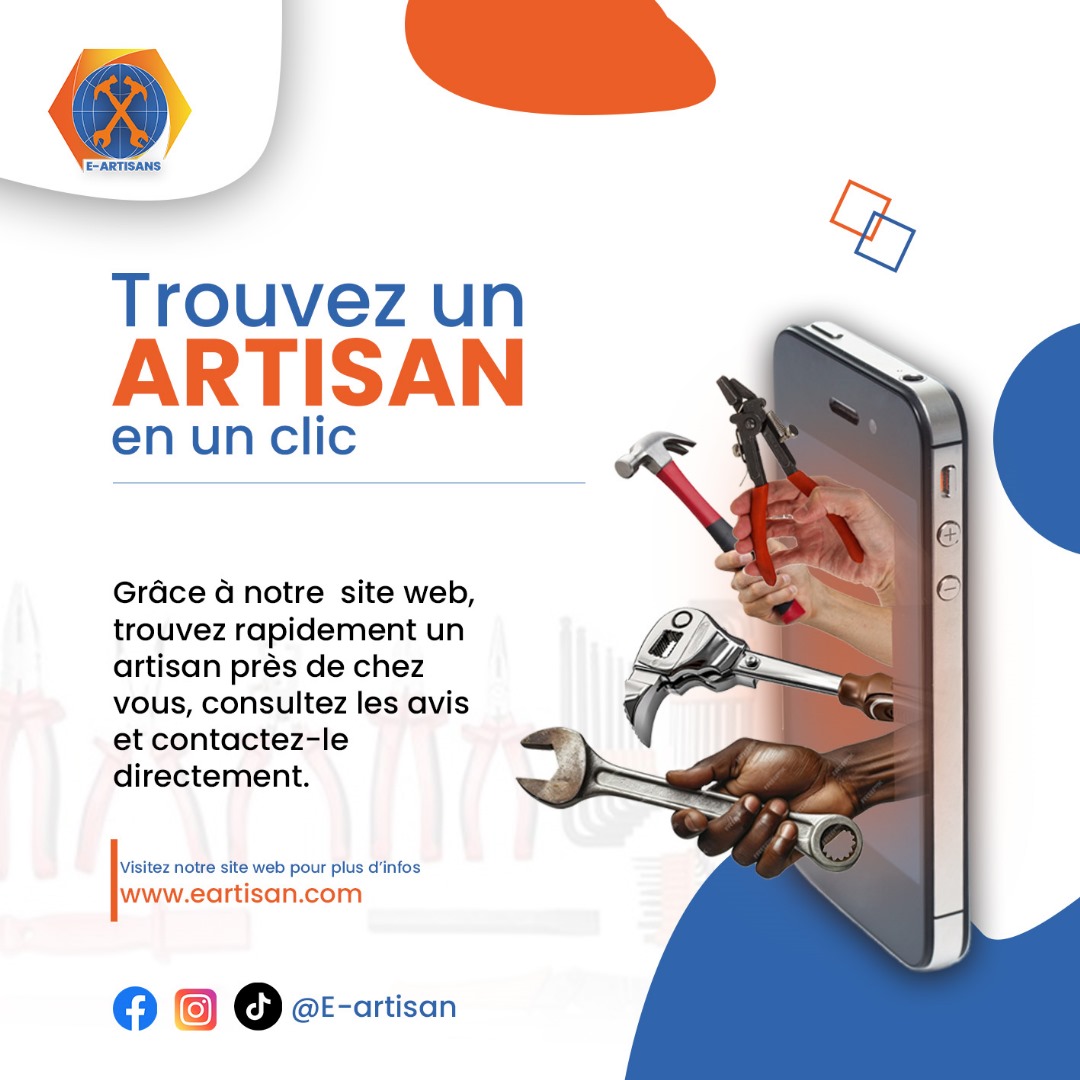 E-ARTISANS
Trouvez un
ARTISAN
en un clic
Grâce à notre site web,
trouvez rapidement un
artisan près de chez
vous, consultez les avis
et contactez-le
directement.
Visitez notre site web pour plus d'infos
www.eartisan.com
@E-artisan